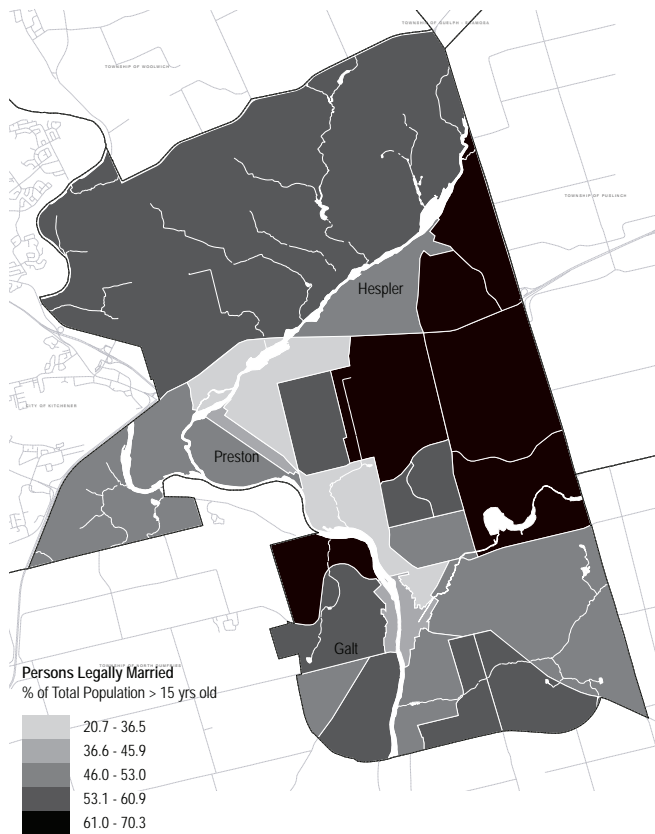 TOWNSHIP OF GUELPH - ERAMOSA
TOWNSHIP OF WOOLWICH
TOWNSHIP OF PUSLINCH
Hespler
CITY OF KITCHENER
Preston
Galt
TOWNSHIP OF NORTH DUMFRIES
Persons Legally Married
% of Total Population > 15 yrs old
20.7 - 36.5
36.6 - 45.9
46.0 - 53.0
53.1 - 60.9
61.0 - 70.3